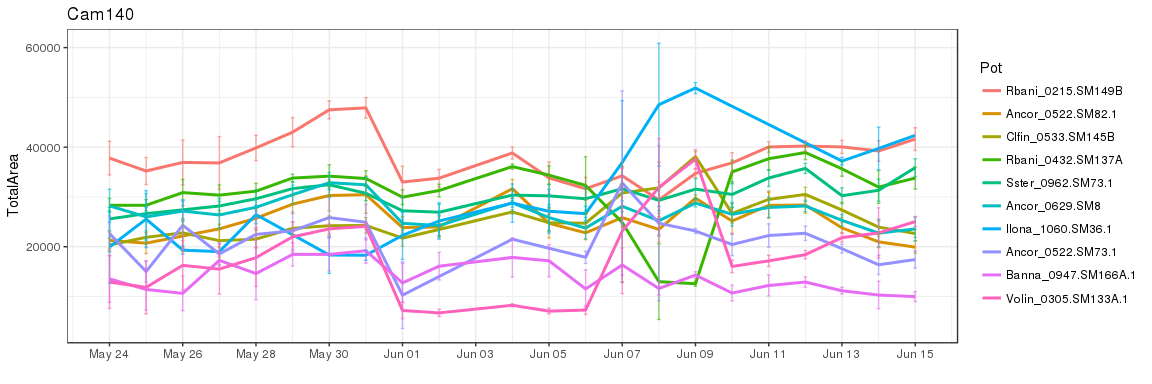 Cam140
TotalArea
60000
40000
20000
May 24
May 26
May 28
May 30
Jun 01
Jun 03
Jun 05
Jun 07
Jun 09
Jun 11
Jun 13
Jun 15
Pot
Rbani_0215.SM149B
Ancor_0522.SM82.1
Clfin_0533.SM145B
Rbani_0432.SM137A
Sster_0962.SM73.1
Ancor_0629.SM8
Ilona_1060.SM36.1
Ancor_0522.SM73.1
Banna_0947.SM166A.1
Volin_0305.SM133A.1